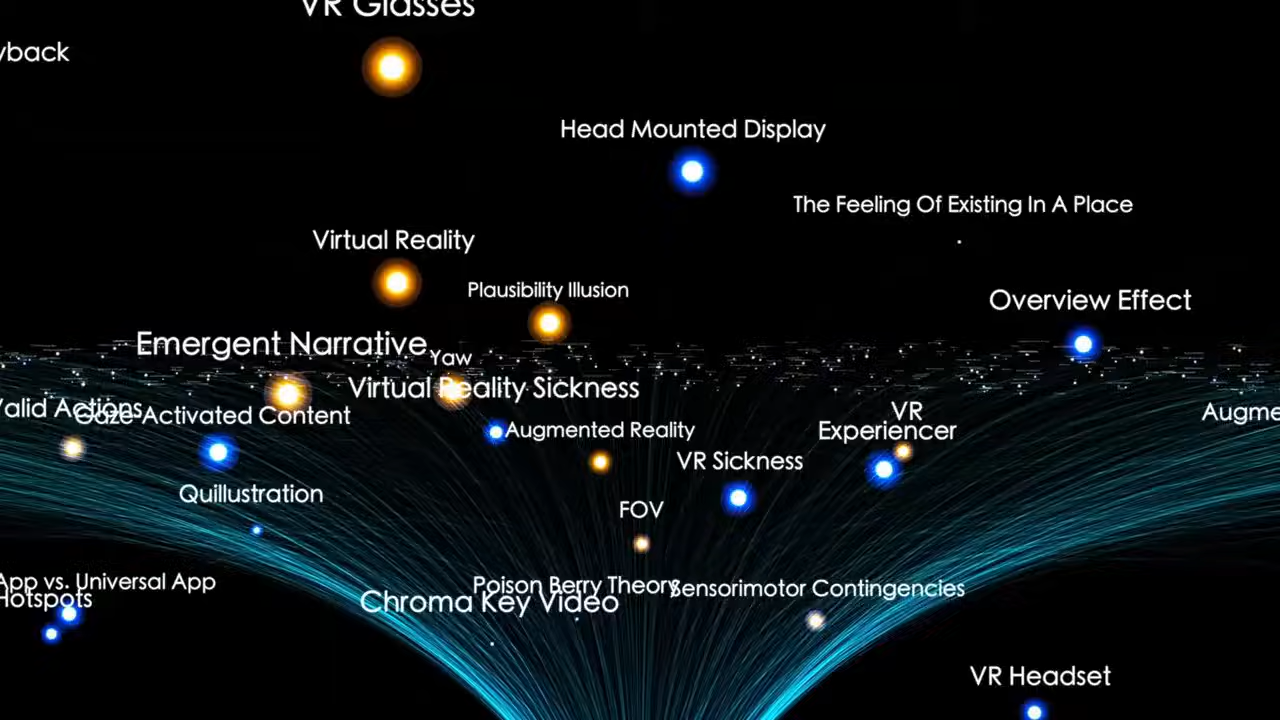 VR Glasses
yback
Head Mounted Display
The Feeling Of Existing In A Place
Virtual Reality
Plausibility Illusion
Overview Effect
Emergent Narrative
Yaw
Virtual Reality Sickness
Valid Actions
Gaze-Activated Content
VR
Augme
Augmented Reality
Experiencer
VR Sickness
Quillustration
FOV
App vs. Universal App
Hotspots
Poison Berry Theory
Sensorimotor Contingencies
Chroma Key Video
VR Headset